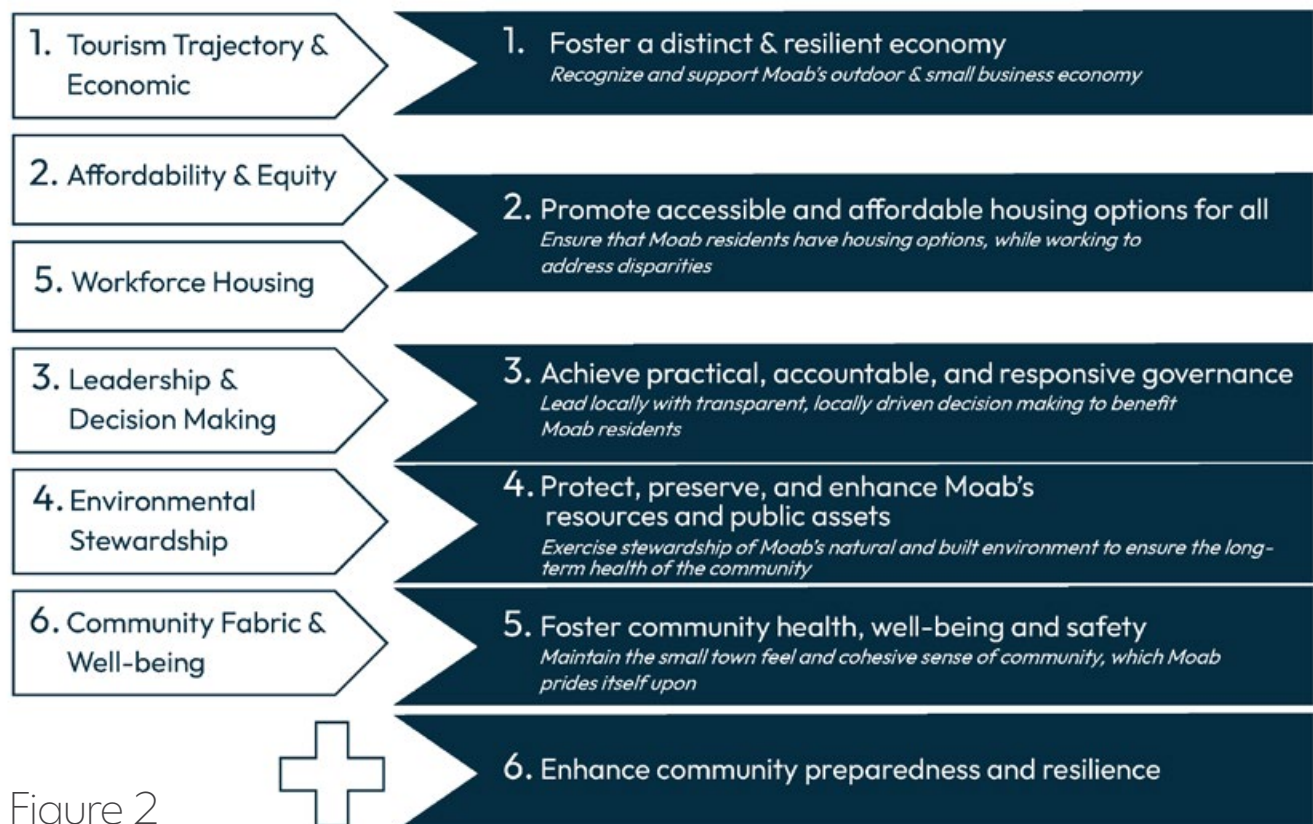 1. Tourism Trajectory &
Economic
1. Foster a distinct & resilient economy
Recognize and support Moab's outdoor & small business economy
2. Affordability & Equity
5. Workforce Housing
2. Promote accessible and affordable housing options for all
Ensure that Moab residents have housing options, while working to
address disparities
3. Leadership &
Decision Making
3. Achieve practical, accountable, and responsive governance
Lead locally with transparent, locally driven decision making to benefit
Moab residents
4. Environmental
Stewardship
4. Protect, preserve, and enhance Moab's
resources and public assets
Exercise stewardship of Moab's natural and built environment to ensure the long-
term health of the community
6. Community Fabric &
Well-being
5. Foster community health, well-being and safety
Maintain the small town feel and cohesive sense of community, which Moab
prides itself upon
6. Enhance community preparedness and resilience
Figure 2